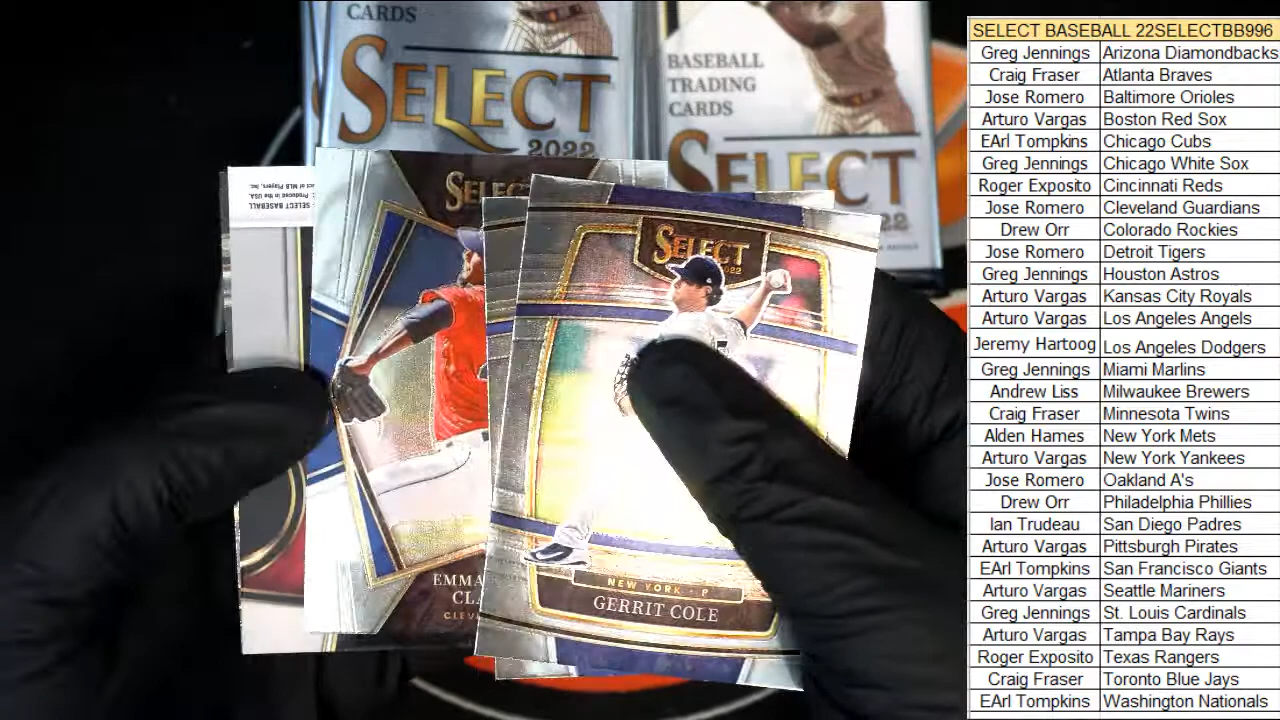 CARDS
SELECT
2022
BASEBALL
TRADING
CARDS
SELECT
22
SELECT
SELECT
2022
NEW YORK - P
GERRIT COLE
EMMA
CLA
CLEV
SELECT BASEBALL 22SELECTBB996
Greg Jennings Arizona Diamondbacks
Craig Fraser Atlanta Braves
Jose Romero Baltimore Orioles
Arturo Vargas Boston Red Sox
EArl Tompkins Chicago Cubs
Greg Jennings Chicago White Sox
Roger Exposito Cincinnati Reds
Jose Romero Cleveland Guardians
Drew Orr Colorado Rockies
Jose Romero Detroit Tigers
Greg Jennings Houston Astros
Arturo Vargas Kansas City Royals
Arturo Vargas Los Angeles Angels
Jeremy Hartoog Los Angeles Dodgers
Greg Jennings Miami Marlins
Andrew Liss Milwaukee Brewers
Craig Fraser Minnesota Twins
Alden Hames New York Mets
Arturo Vargas New York Yankees
Jose Romero Oakland A's
Drew Orr Philadelphia Phillies
Ian Trudeau San Diego Padres
Arturo Vargas Pittsburgh Pirates
EArl Tompkins San Francisco Giants
Arturo Vargas Seattle Mariners
Greg Jennings St. Louis Cardinals
Arturo Vargas Tampa Bay Rays
Roger Exposito Texas Rangers
Craig Fraser Toronto Blue Jays
EArl Tompkins Washington Nationals